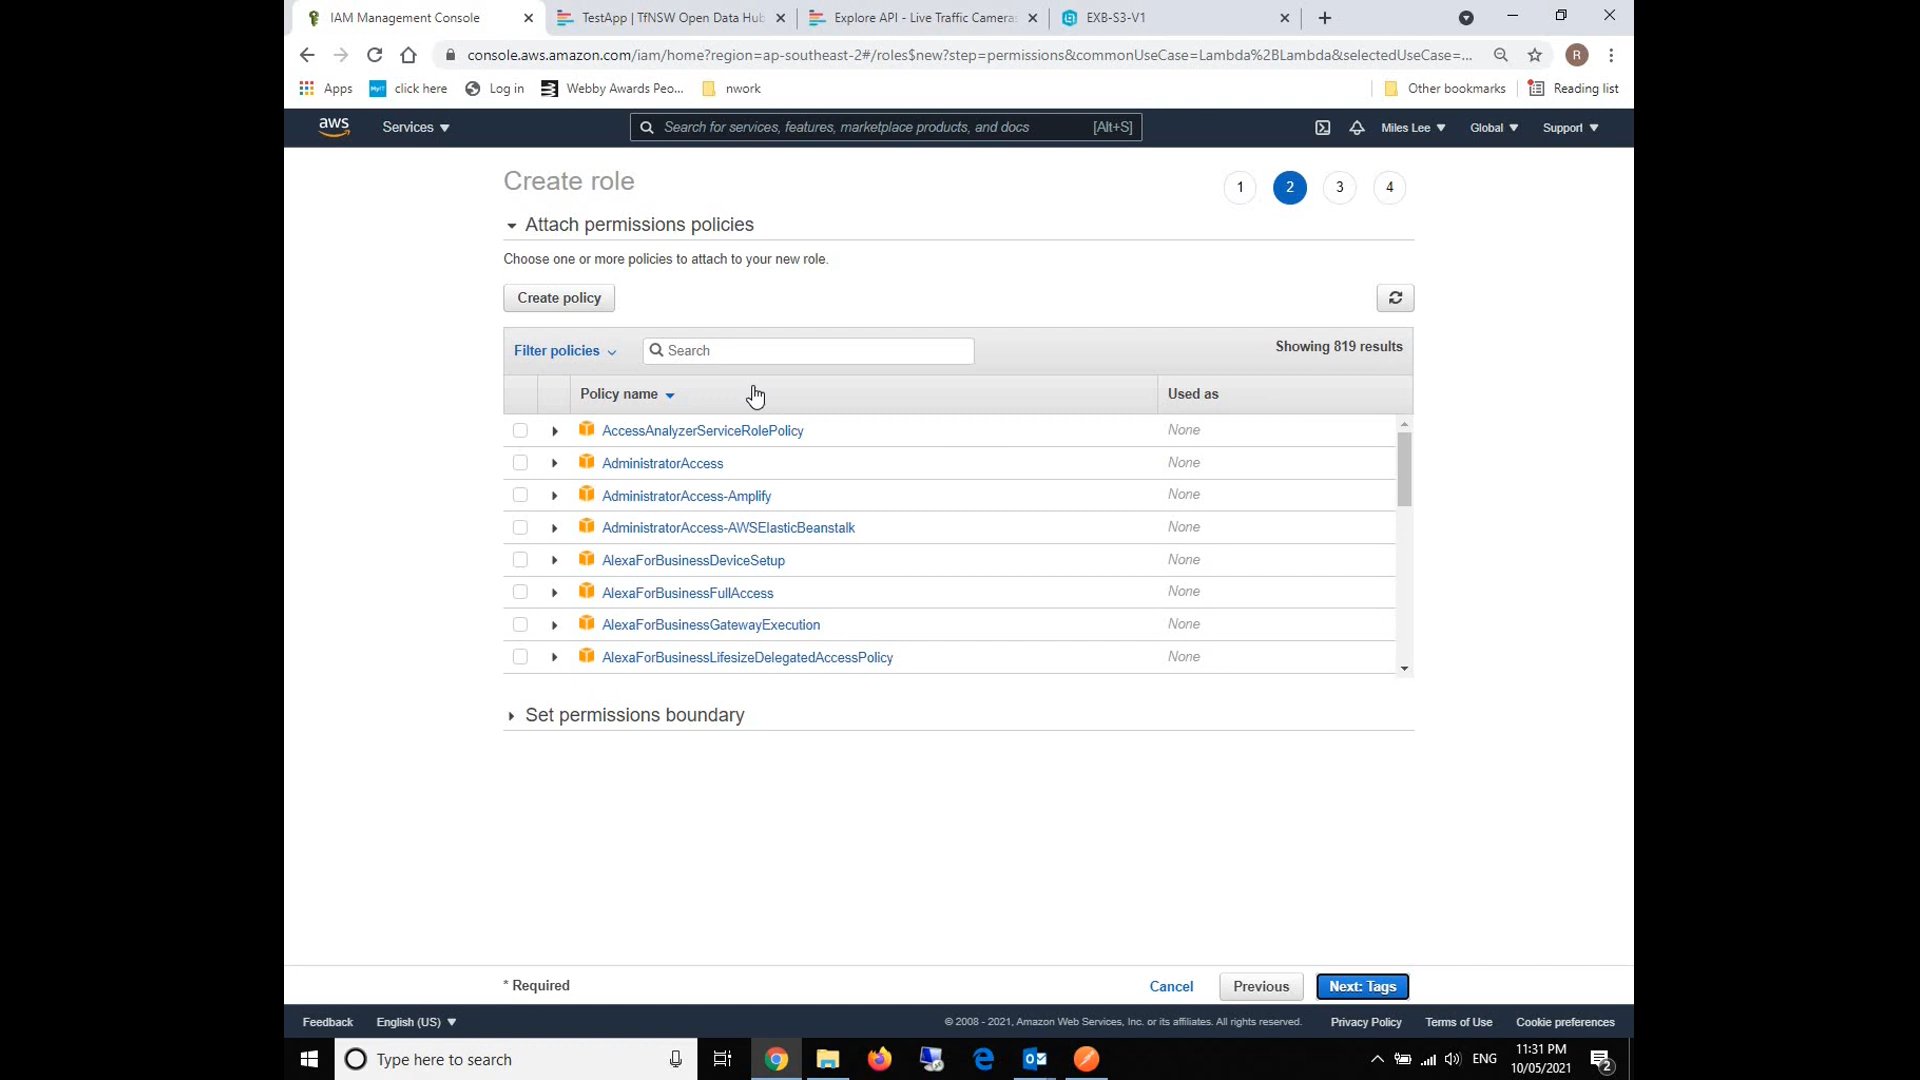 IAM Management Console
TestApp | TfNSW Open Data Hub
Explore API - Live Traffic Cameras
EXB-S3-V1
console.aws.amazon.com/iam/home?region=ap-southeast-2#/roles$new?step=permissions&commonUseCase=Lambda%2BLambda&selectedUseCase=...
R
Apps
MyIT
click here
Log in
Webby Awards Peo...
nwork
Other bookmarks
Reading list
aws
Services
Search for services, features, marketplace products, and docs
[Alt+S]
Miles Lee
Global
Support
Create role
1
2
3
4
Attach permissions policies
Choose one or more policies to attach to your new role.
Create policy
Filter policies
Search
Showing 819 results
Policy name
Used as
AccessAnalyzerServiceRolePolicy None
AdministratorAccess None
AdministratorAccess-Amplify None
AdministratorAccess-AWSElasticBeanstalk None
AlexaForBusinessDeviceSetup None
AlexaForBusinessFullAccess None
AlexaForBusinessGatewayExecution None
AlexaForBusinessLifesizeDelegatedAccessPolicy None
Set permissions boundary
* Required
Cancel
Previous
Next: Tags
Feedback
English (US)
© 2008 - 2021, Amazon Web Services, Inc. or its affiliates. All rights reserved.
Privacy Policy
Terms of Use
Cookie preferences
Type here to search
ENG
11:31 PM
10/05/2021
2